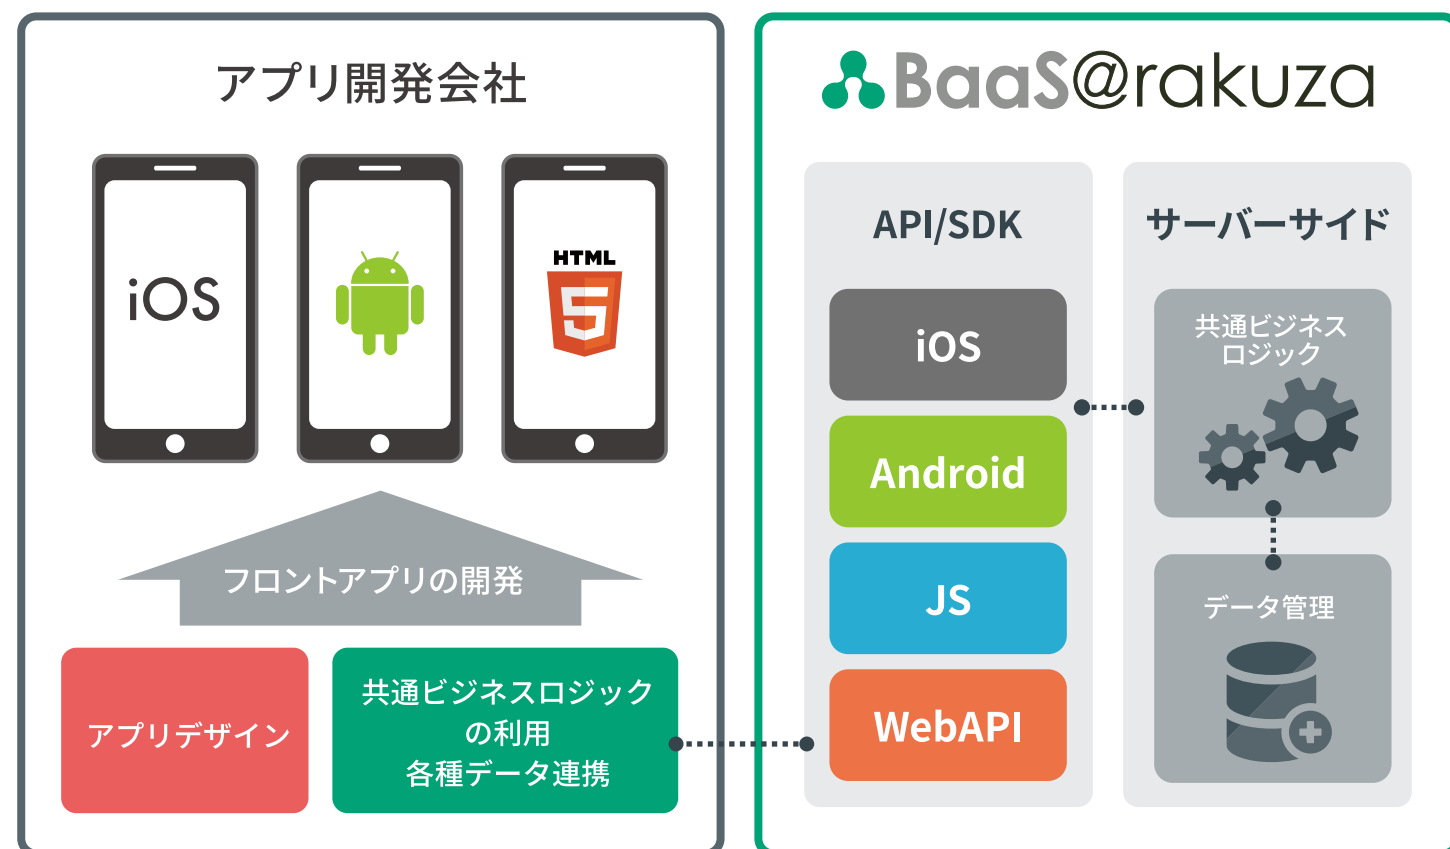 アプリ開発会社
iOS
HTML
5
フロントアプリの開発
アプリデザイン
共通ビジネスロジック
の利用
各種データ連携
BaaS@rakuza
API/SDK
iOS
Android
JS
WebAPI
サーバーサイド
共通ビジネス
ロジック
データ管理